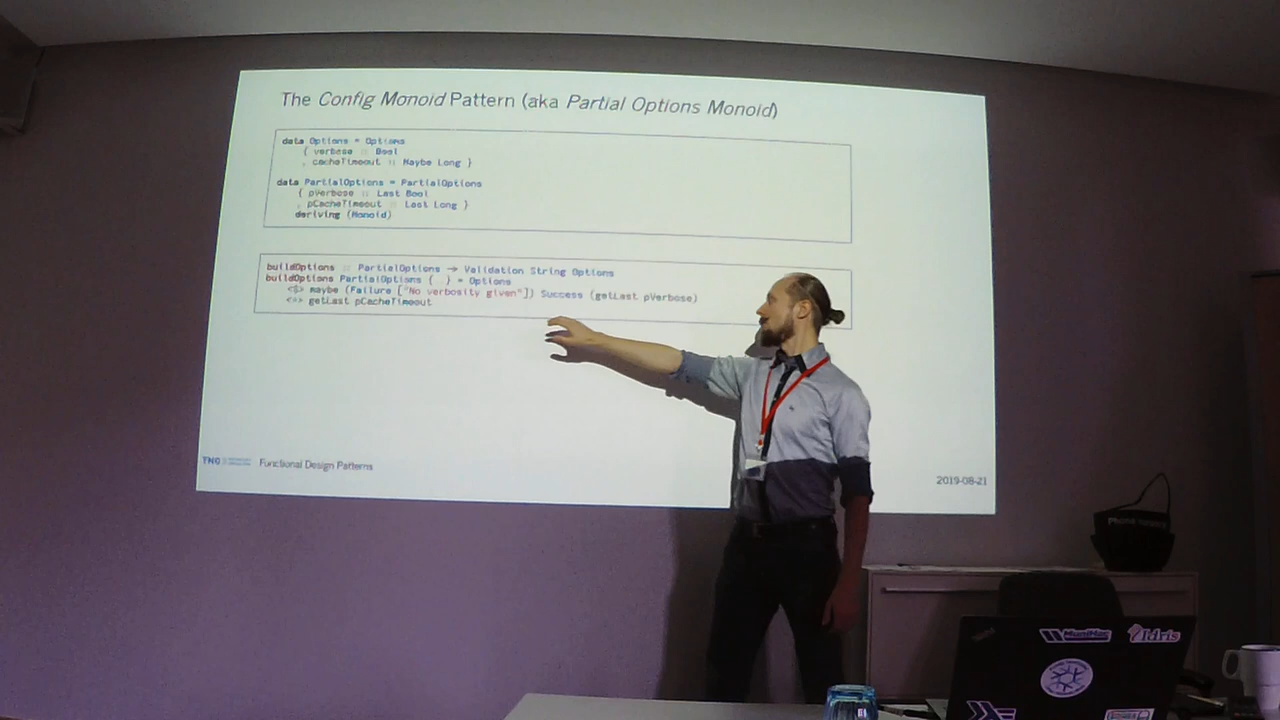 The Config Monoid Pattern (aka Partial Options Monoid)
data Options = Options
{ verbose :: Bool
, cacheTimeout :: Maybe Long }
data PartialOptions = PartialOptions
{ pVerbose :: Last Bool
, pCacheTimeout :: Last Long }
deriving (Monoid)
buildOptions :: PartialOptions -> Validation String Options
buildOptions PartialOptions { } = Options
<$> maybe (Failure ["No verbosity given"]) Success (getLast pVerbose)
<*> getLast pCacheTimeout
TNG
Functional Design Patterns
2019-08-21
Idris